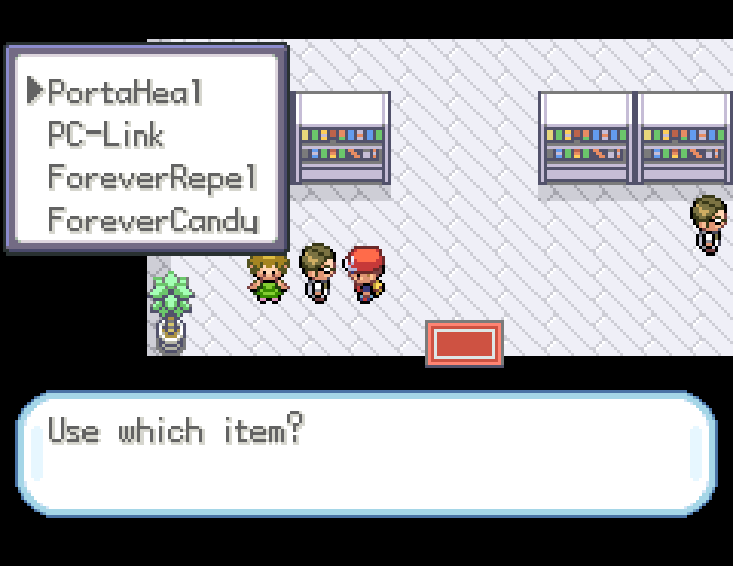 PortaHeal
PC-Link
ForeverRepel
ForeverCandy
Use which item?